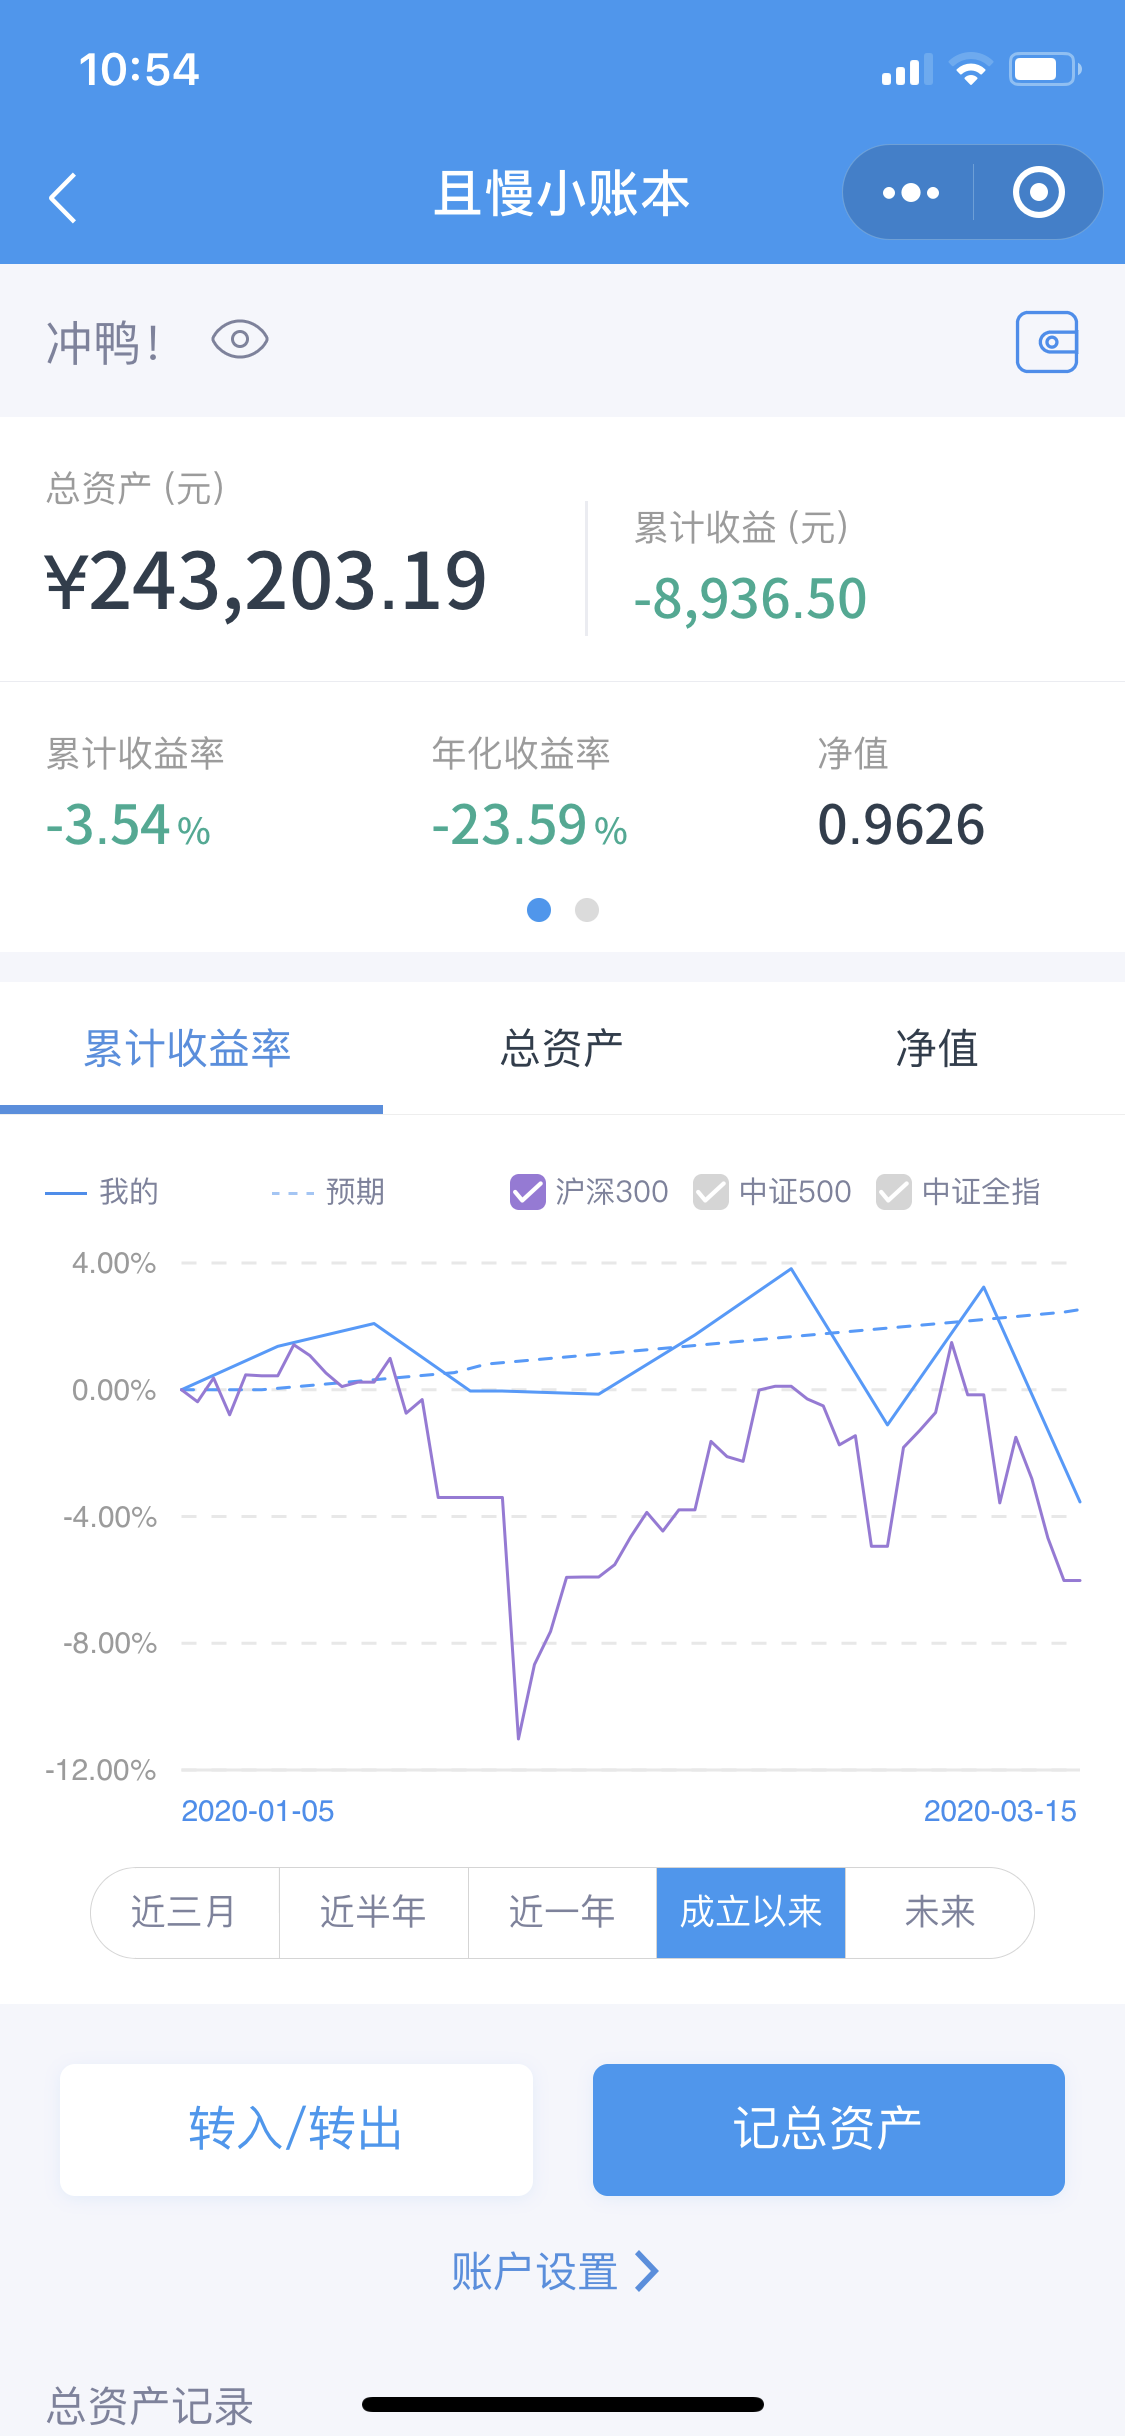 10:54
且慢小账本
冲鸭！
总资产 (元)
¥243,203.19
累计收益 (元)
-8,936.50
累计收益率 年化收益率 净值
-3.54 % -23.59 % 0.9626
累计收益率 总资产 净值
我的 预期 沪深300 中证500 中证全指
4.00%
0.00%
-4.00%
-8.00%
-12.00%
2020-01-05 2020-03-15
近三月 近半年 近一年 成立以来 未来
转入/转出 记总资产
账户设置
总资产记录